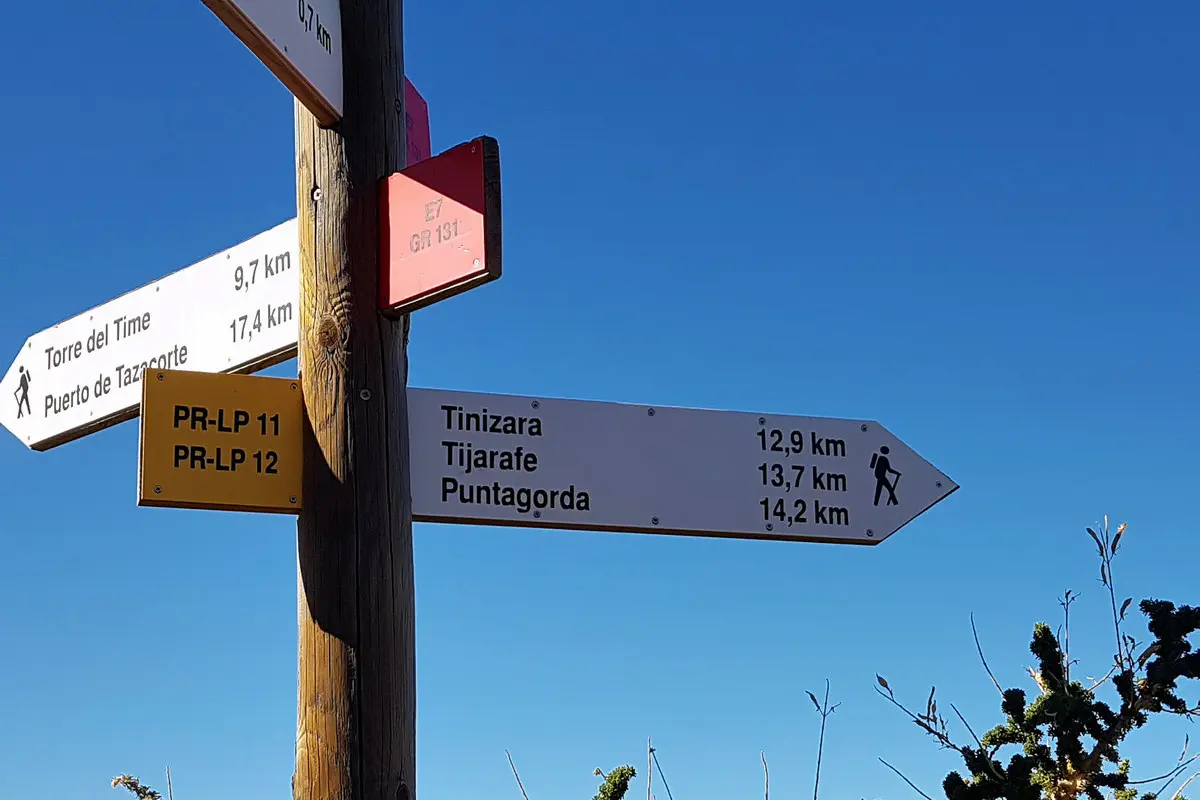 0,7 km
E7
GR 131
Torre del Time 9,7 km
Puerto de Tazacorte 17,4 km
PR-LP 11
PR-LP 12
Tinizara 12,9 km
Tijarafe 13,7 km
Puntagorda 14,2 km